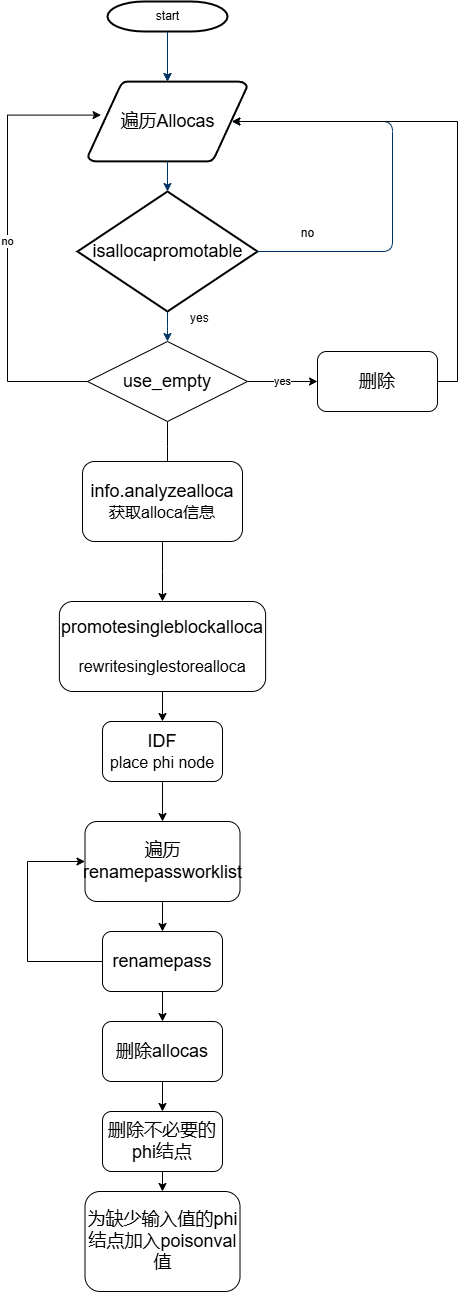 start
遍历Allocas
isallocapromotable
no
no
yes
use_empty
yes
删除
info.analyzealloca
获取alloca信息
promotesingleblockalloca
rewritesinglestorealloca
IDF
place phi node
遍历
renamepassworklist
renamepass
删除allocas
删除不必要的
phi结点
为缺少输入值的phi
结点加入poisonval
值